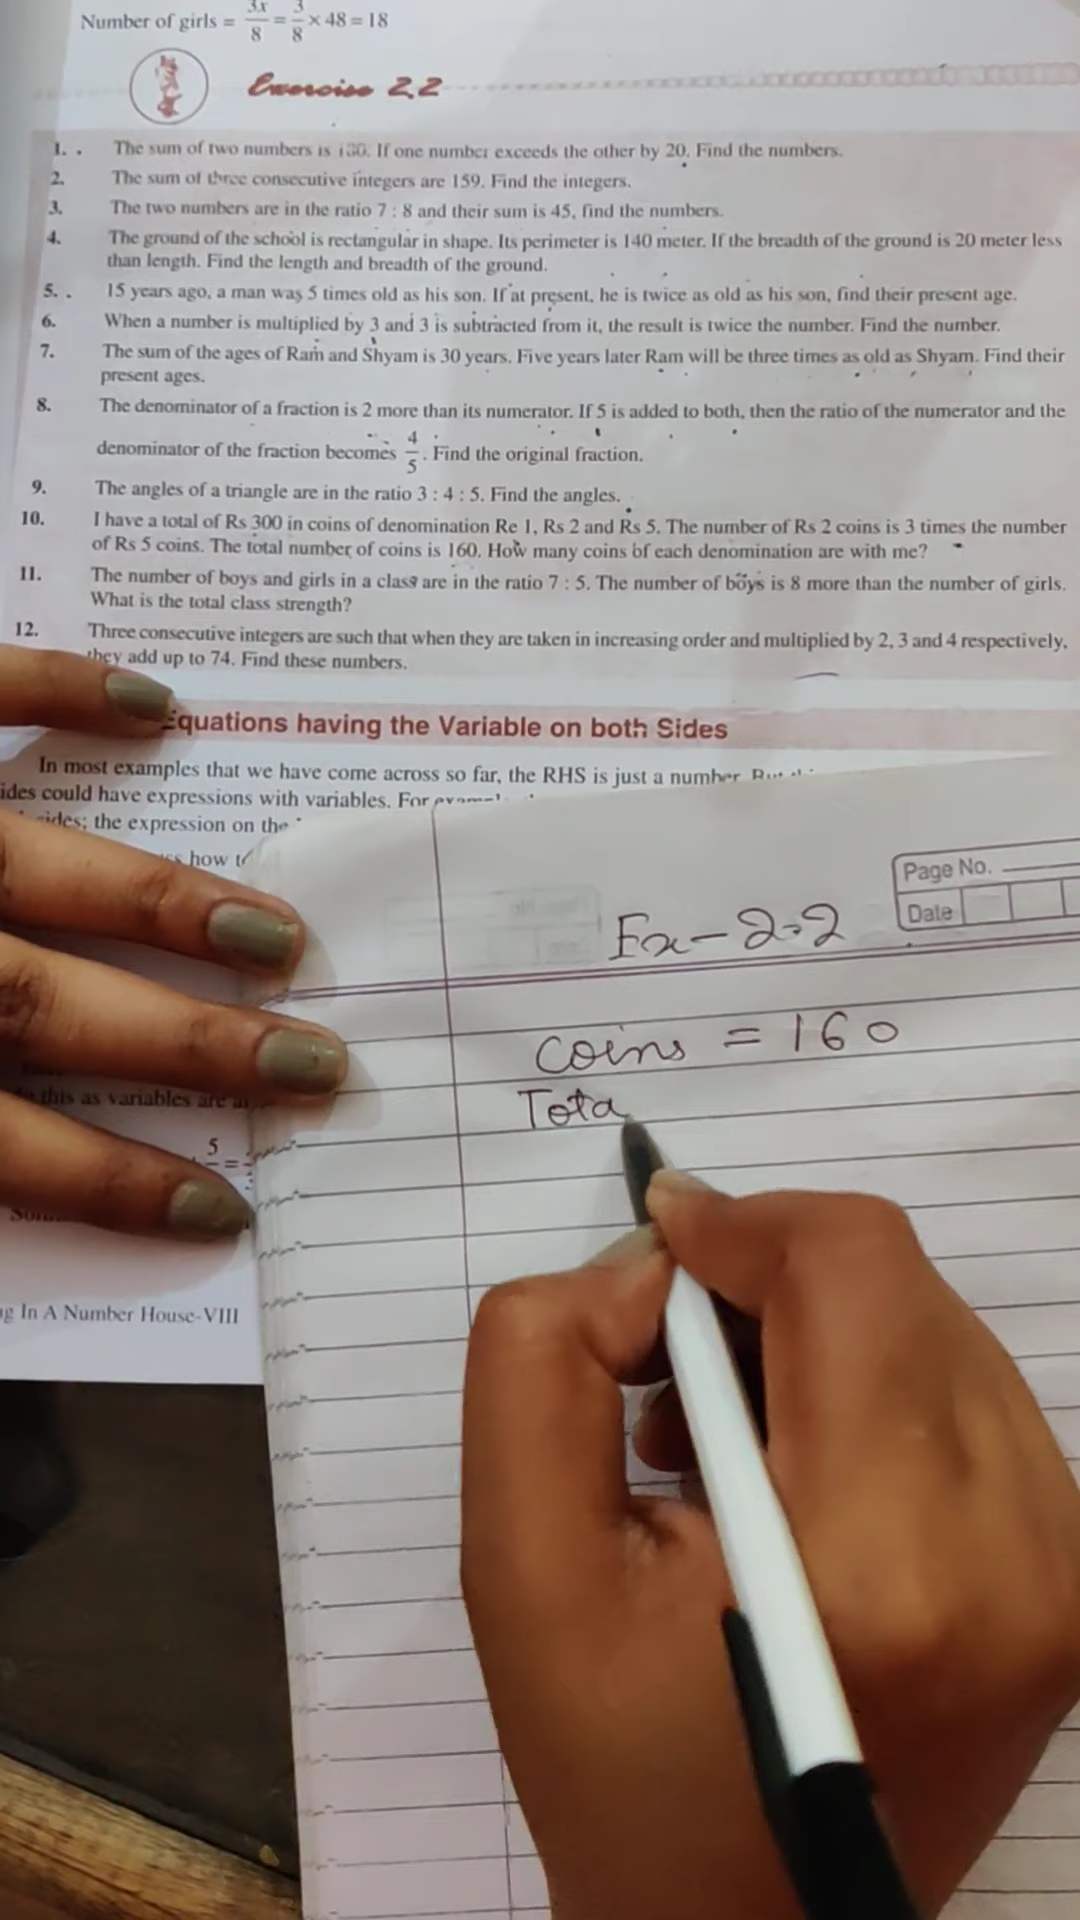 Number of girls = 3x/8 = 3/8 × 48 = 18
Exercise 2.2
1. The sum of two numbers is If one number exceeds the other by 20. Find the numbers.
2. The sum of three consecutive integers are 159. Find the integers.
3. The two numbers are in the ratio 7 : 8 and their sum is 45, find the numbers.
4. The ground of the school is rectangular in shape. Its perimeter is 140 meter. If the breadth of the ground is 20 meter less
than length. Find the length and breadth of the ground.
5. 15 years ago, a man was 5 times old as his son. If at present, he is twice as old as his son, find their present age.
6. When a number is multiplied by 3 and 3 is subtracted from it, the result is twice the number. Find the number.
7. The sum of the ages of Ram and Shyam is 30 years. Five years later Ram will be three times as old as Shyam. Find their
present ages.
8. The denominator of a fraction is 2 more than its numerator. If 5 is added to both, then the ratio of the numerator and the
denominator of the fraction becomes 4/5. Find the original fraction.
9. The angles of a triangle are in the ratio 3 : 4 : 5. Find the angles.
10. I have a total of Rs 300 in coins of denomination Re 1, Rs 2 and Rs 5. The number of Rs 2 coins is 3 times the number
of Rs 5 coins. The total number of coins is 160. How many coins of each denomination are with me?
11. The number of boys and girls in a class are in the ratio 7 : 5. The number of boys is 8 more than the number of girls.
What is the total class strength?
12. Three consecutive integers are such that when they are taken in increasing order and multiplied by 2, 3 and 4 respectively,
they add up to 74. Find these numbers.
Equations having the Variable on both Sides
In most examples that we have come across so far, the RHS is just a number.
ides could have expressions with variables. For
sides; the expression on the
how
this as variables are
5
=
g In A Number House-VIII
Page No.
Date
Ex-2.2
Coins = 160
Tota